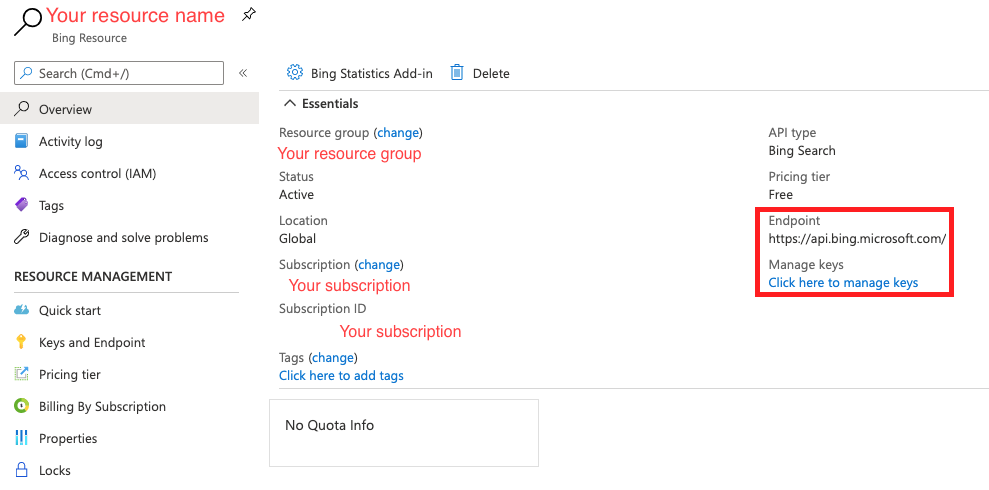 Your resource name
Bing Resource
Search (Cmd+/)
«
Overview
Activity log
Access control (IAM)
Tags
Diagnose and solve problems
RESOURCE MANAGEMENT
Quick start
Keys and Endpoint
Pricing tier
Billing By Subscription
Properties
Locks
Bing Statistics Add-in
Delete
Essentials
Resource group (change)
Your resource group
Status
Active
Location
Global
Subscription (change)
Your subscription
Subscription ID
Your subscription
Tags (change)
Click here to add tags
API type
Bing Search
Pricing tier
Free
Endpoint
https://api.bing.microsoft.com/
Manage keys
Click here to manage keys
No Quota Info